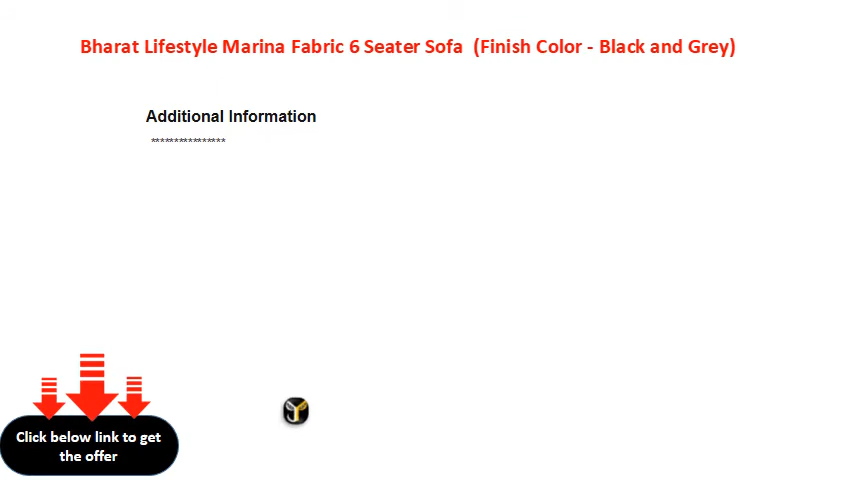 Bharat Lifestyle Marina Fabric 6 Seater Sofa  (Finish Color - Black and Grey)
Additional Information
****************
Click below link to get
the offer